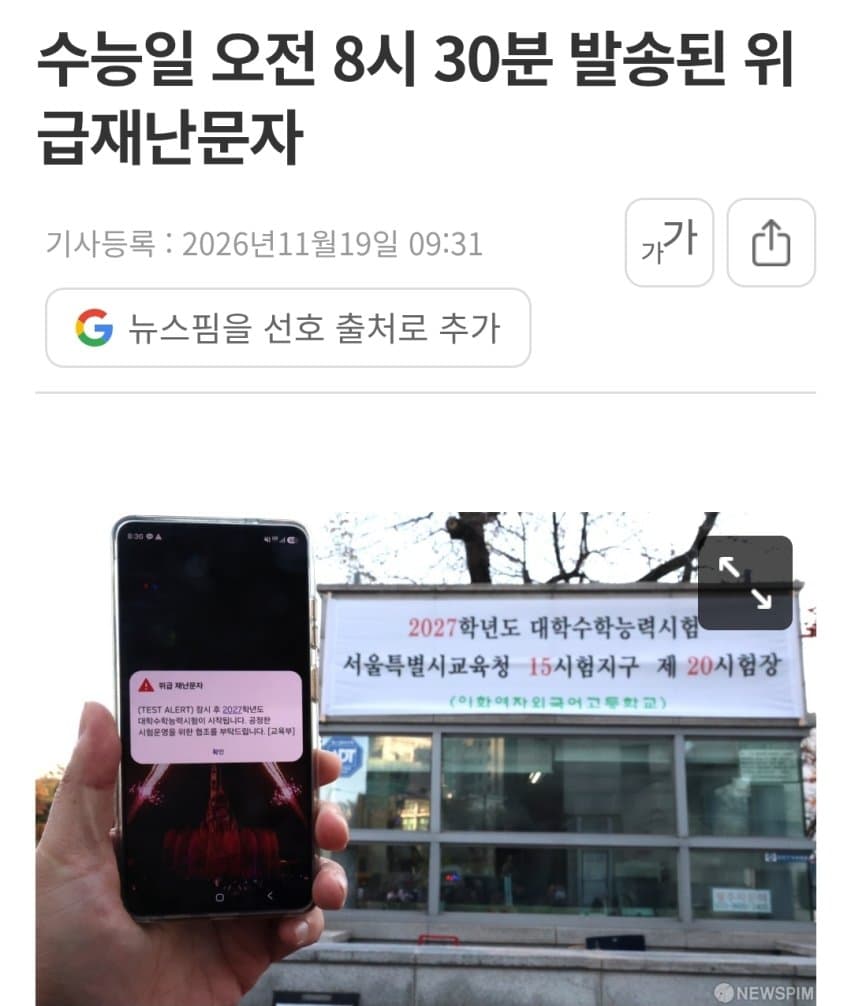 수능일 오전 8시 30분 발송된 위
급재난문자
기사등록 : 2026년11월19일 09:31
가가
뉴스핌을 선호 출처로 추가
8:30
위급 재난문자
(TEST ALERT) 잠시 후 2027학년도
대학수학능력시험이 시작됩니다. 공정한
시험운영을 위한 협조를 부탁드립니다. [교육부]
확인
2027학년도 대학수학능력시험
서울특별시교육청 15시험지구 제 20시험장
(이화여자외국어고등학교)
NEWSPIM